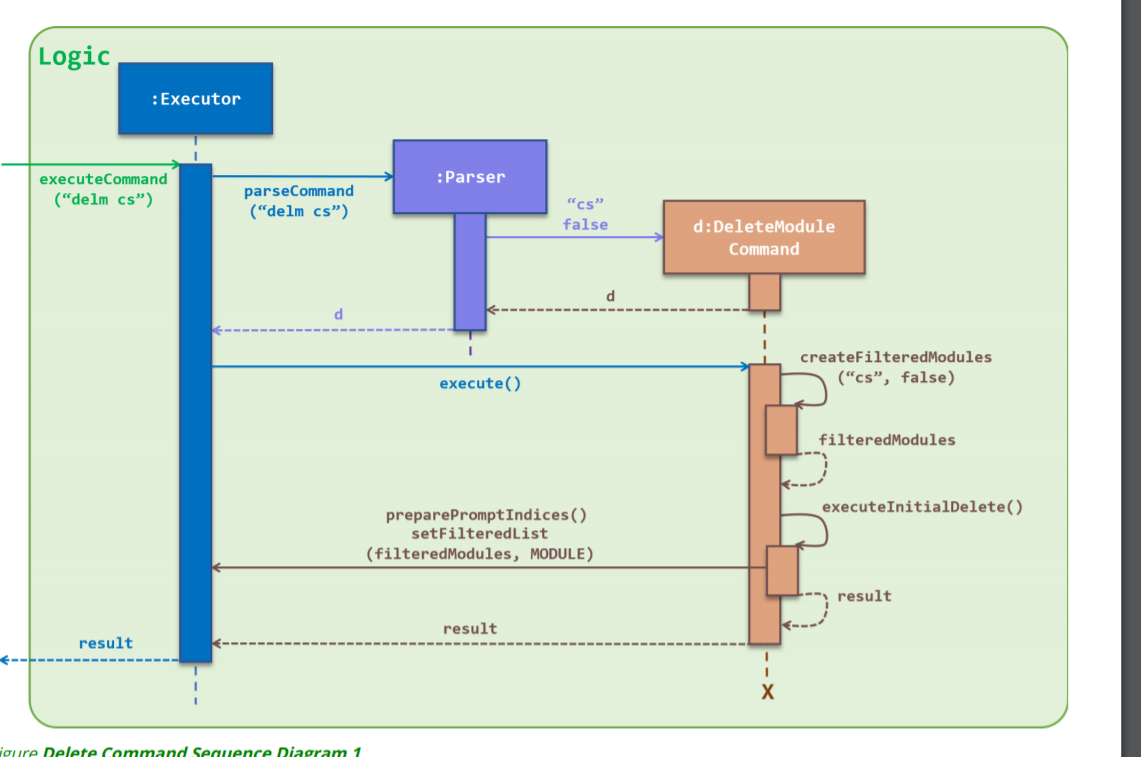 Logic
:Executor
executeCommand
(“delm cs”)
parseCommand
(“delm cs”)
:Parser
“cs”
false
d:DeleteModule
Command
d
d
execute()
createFilteredModules
(“cs”, false)
filteredModules
executeInitialDelete()
preparePromptIndices()
setFilteredList
(filteredModules, MODULE)
result
result
result
X
igure Delete Command Sequence Diagram 1